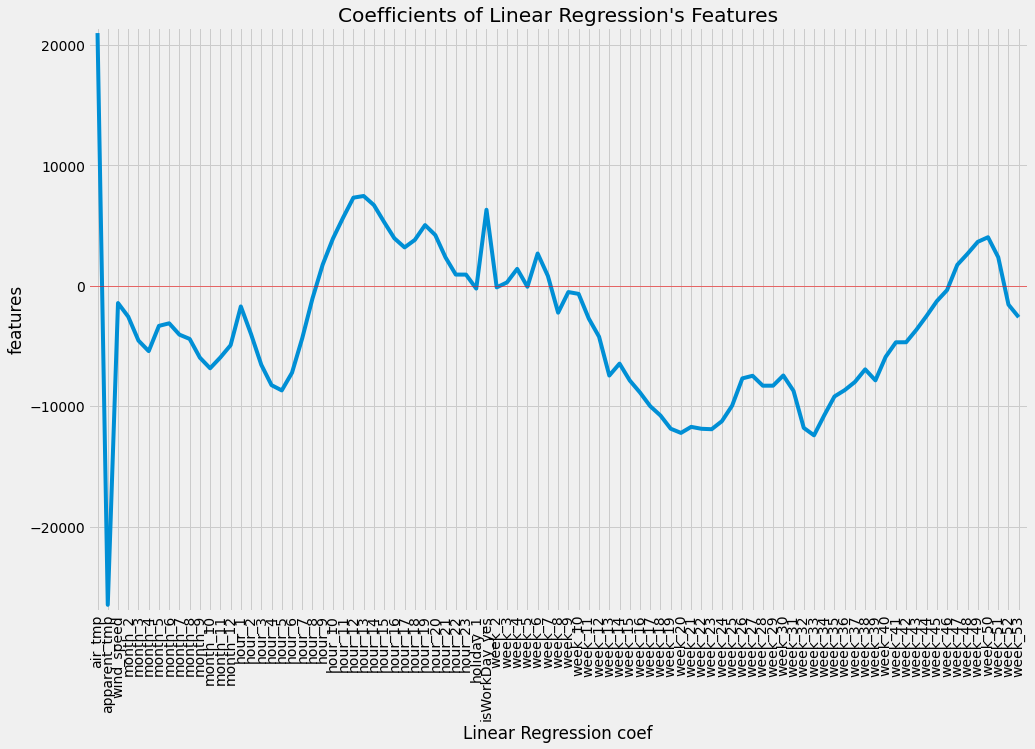 Coefficients of Linear Regression's Features
features
20000
10000
0
−10000
−20000
air_tmp
apparent_tmp
wind_speed
month_2
month_3
month_4
month_5
month_6
month_7
month_8
month_9
month_10
month_11
month_12
hour_1
hour_2
hour_3
hour_4
hour_5
hour_6
hour_7
hour_8
hour_9
hour_10
hour_11
hour_12
hour_13
hour_14
hour_15
hour_16
hour_17
hour_18
hour_19
hour_20
hour_21
hour_22
hour_23
holiday_1
isWorkDay_yes
week_2
week_3
week_4
week_5
week_6
week_7
week_8
week_9
week_10
week_11
week_12
week_13
week_14
week_15
week_16
week_17
week_18
week_19
week_20
week_21
week_22
week_23
week_24
week_25
week_26
week_27
week_28
week_29
week_30
week_31
week_32
week_33
week_34
week_35
week_36
week_37
week_38
week_39
week_40
week_41
week_42
week_43
week_44
week_45
week_46
week_47
week_48
week_49
week_50
week_51
week_52
week_53
Linear Regression coef